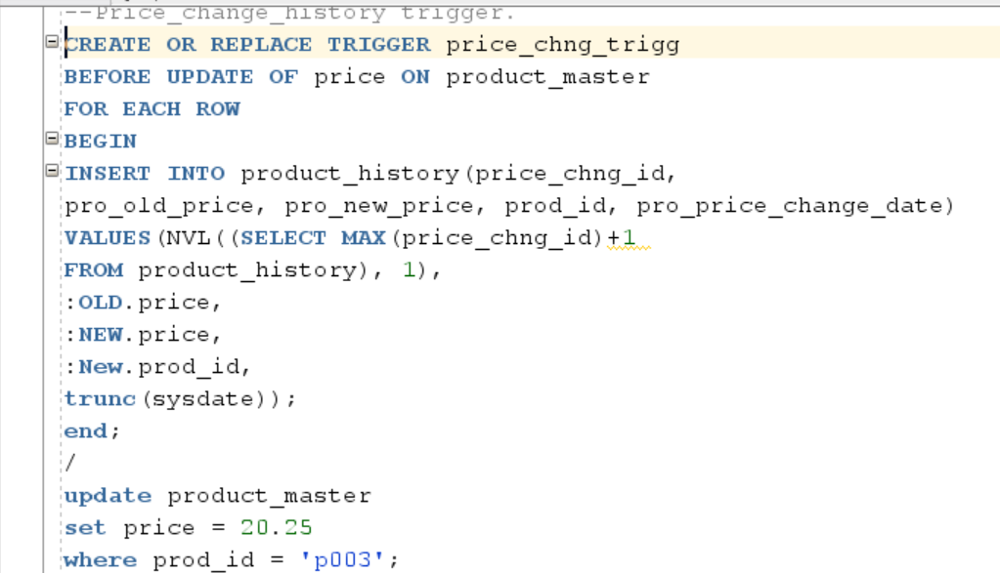 --Price_change_history trigger.
CREATE OR REPLACE TRIGGER price_chng_trigg
BEFORE UPDATE OF price ON product_master
FOR EACH ROW
BEGIN
INSERT INTO product_history(price_chng_id,
pro_old_price, pro_new_price, prod_id, pro_price_change_date)
VALUES(NVL((SELECT MAX(price_chng_id)+1
FROM product_history), 1),
:OLD.price,
:NEW.price,
:New.prod_id,
trunc(sysdate));
end;
/
update product_master
set price = 20.25
where prod_id = 'p003';